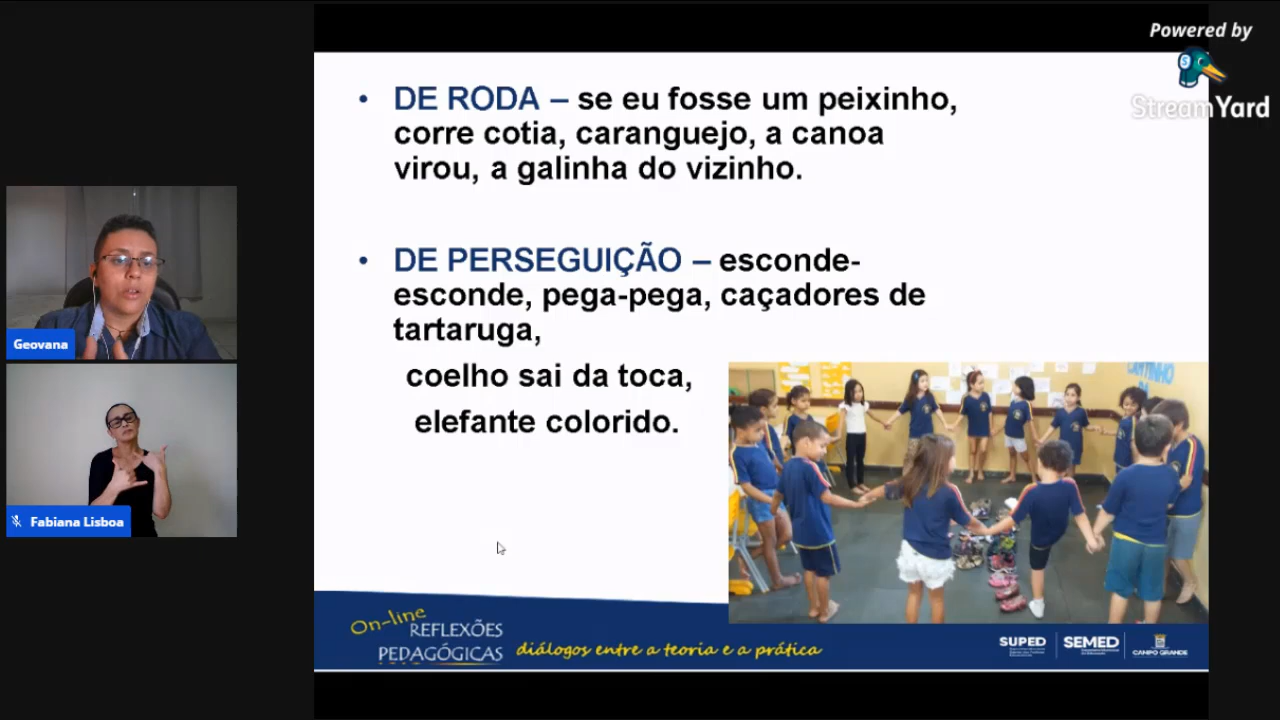 Powered by
StreamYard
• DE RODA – se eu fosse um peixinho,
corre cotia, caranguejo, a canoa
virou, a galinha do vizinho.
• DE PERSEGUIÇÃO – esconde-
esconde, pega-pega, caçadores de
tartaruga,
coelho sai da toca,
elefante colorido.
Geovana
Fabiana Lisboa
On-line
REFLEXÕES
PEDAGÓGICAS
diálogos entre a teoria e a prática
SUPED
SEMED
CAMPO GRANDE